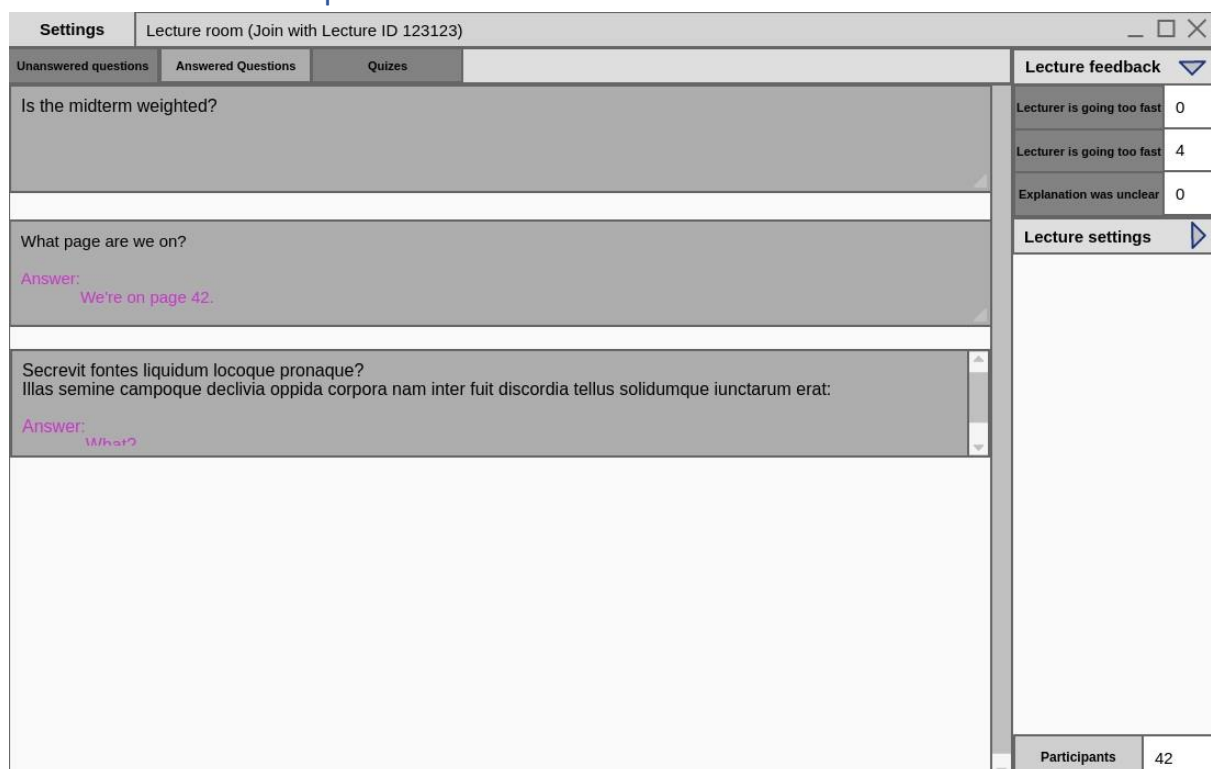 Settings
Lecture room (Join with Lecture ID 123123)
Unanswered questions
Answered Questions
Quizes
Is the midterm weighted?
What page are we on?
Answer:
We're on page 42.
Secrevit fontes liquidum locoque pronaque?
Illas semine campoque declivia oppida corpora nam inter fuit discordia tellus solidumque iunctarum erat:
Answer:
What?
Lecture feedback
Lecturer is going too fast 0
Lecturer is going too fast 4
Explanation was unclear 0
Lecture settings
Participants 42